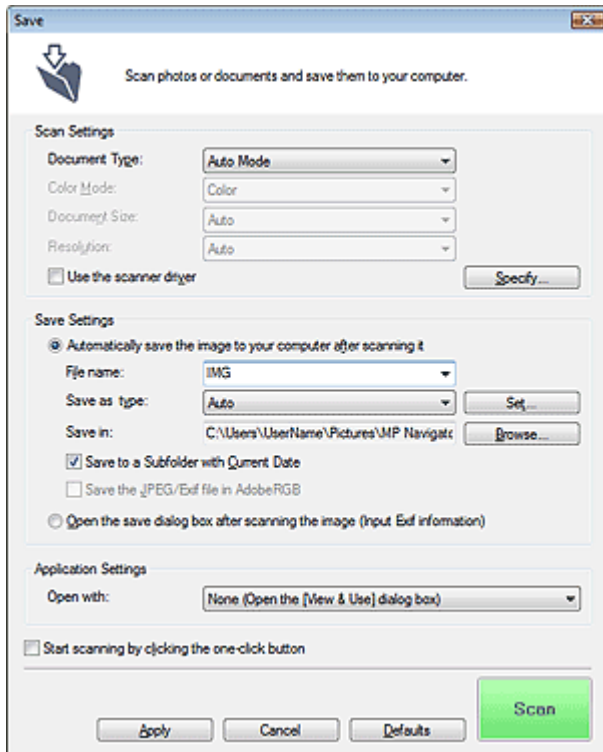 Save
Scan photos or documents and save them to your computer.
Scan Settings
Document Type: Auto Mode
Color Mode: Color
Document Size: Auto
Resolution: Auto
Use the scanner driver Specify...
Save Settings
Automatically save the image to your computer after scanning it
File name: IMG
Save as type: Auto Set...
Save in: C:\Users\UserName\Pictures\MP Navigato Browse...
Save to a Subfolder with Current Date
Save the JPEG/Exif file in AdobeRGB
Open the save dialog box after scanning the image (Input Exif information)
Application Settings
Open with: None (Open the [View & Use] dialog box)
Start scanning by clicking the one-click button
Scan
Apply Cancel Defaults